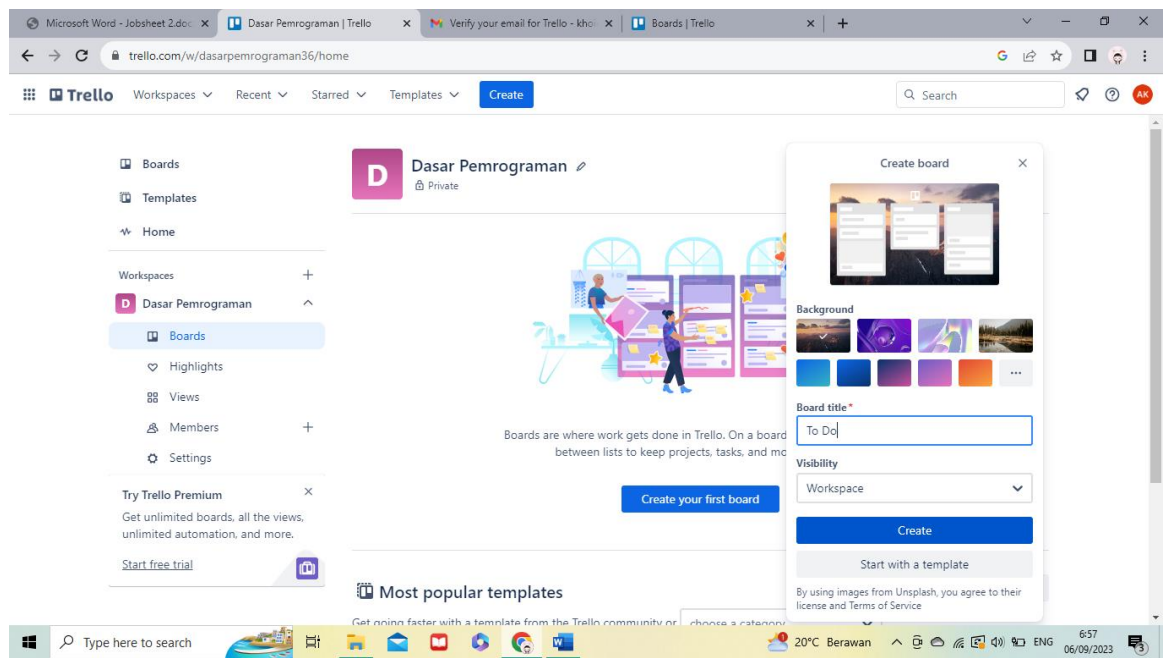 Microsoft Word - Jobsheet 2.doc
Dasar Pemrograman | Trello
Verify your email for Trello - kho
Boards | Trello
trello.com/w/dasarpemrograman36/home
Trello
Workspaces
Recent
Starred
Templates
Create
Search
AK
Boards
Templates
Home
Workspaces
D Dasar Pemrograman
Boards
Highlights
Views
Members
Settings
Try Trello Premium
Get unlimited boards, all the views,
unlimited automation, and more.
Start free trial
D
Dasar Pemrograman
Private
Boards are where work gets done in Trello. On a board
between lists to keep projects, tasks, and mo
Create your first board
Most popular templates
Get going faster with a template from the Trello community or
choose a category
Create board
Background
Board title*
To Do
Visibility
Workspace
Create
Start with a template
By using images from Unsplash, you agree to their
license and Terms of Service
Type here to search
20°C Berawan
ENG
6:57
06/09/2023
3